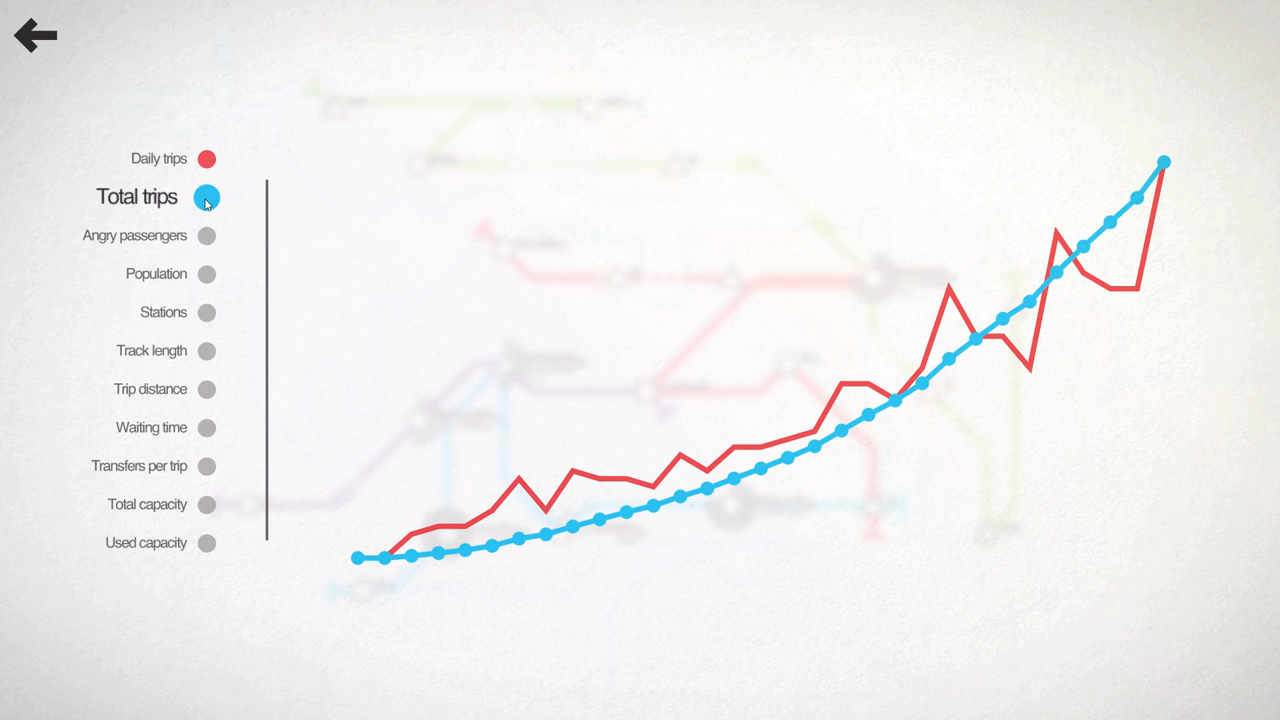 Daily trips
Total trips
Angry passengers
Population
Stations
Track length
Trip distance
Waiting time
Transfers per trip
Total capacity
Used capacity